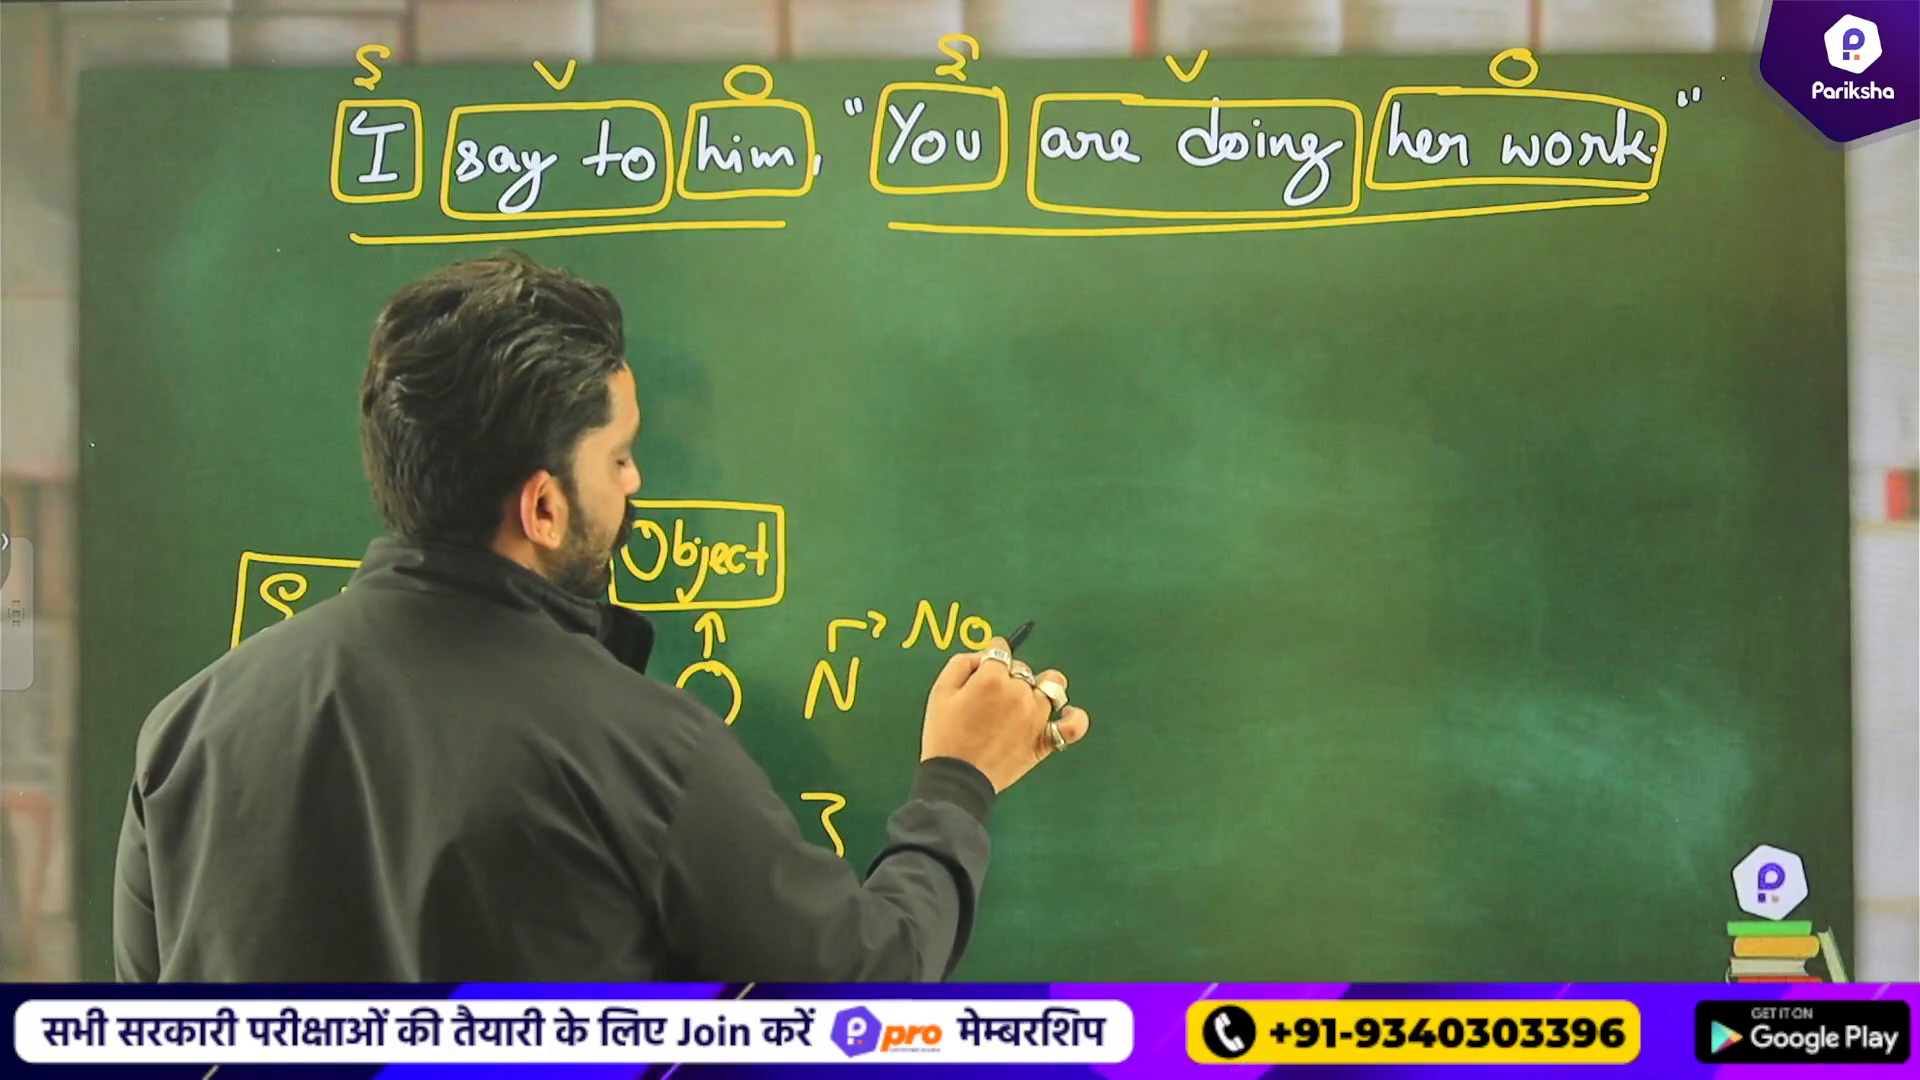 S V O S V O
I say to him, "You are doing her work."
Object
S
N → No
O N
3
Pariksha
सभी सरकारी परीक्षाओं की तैयारी के लिए Join करें P pro मेम्बरशिप
+91-9340303396
GET IT ON
Google Play